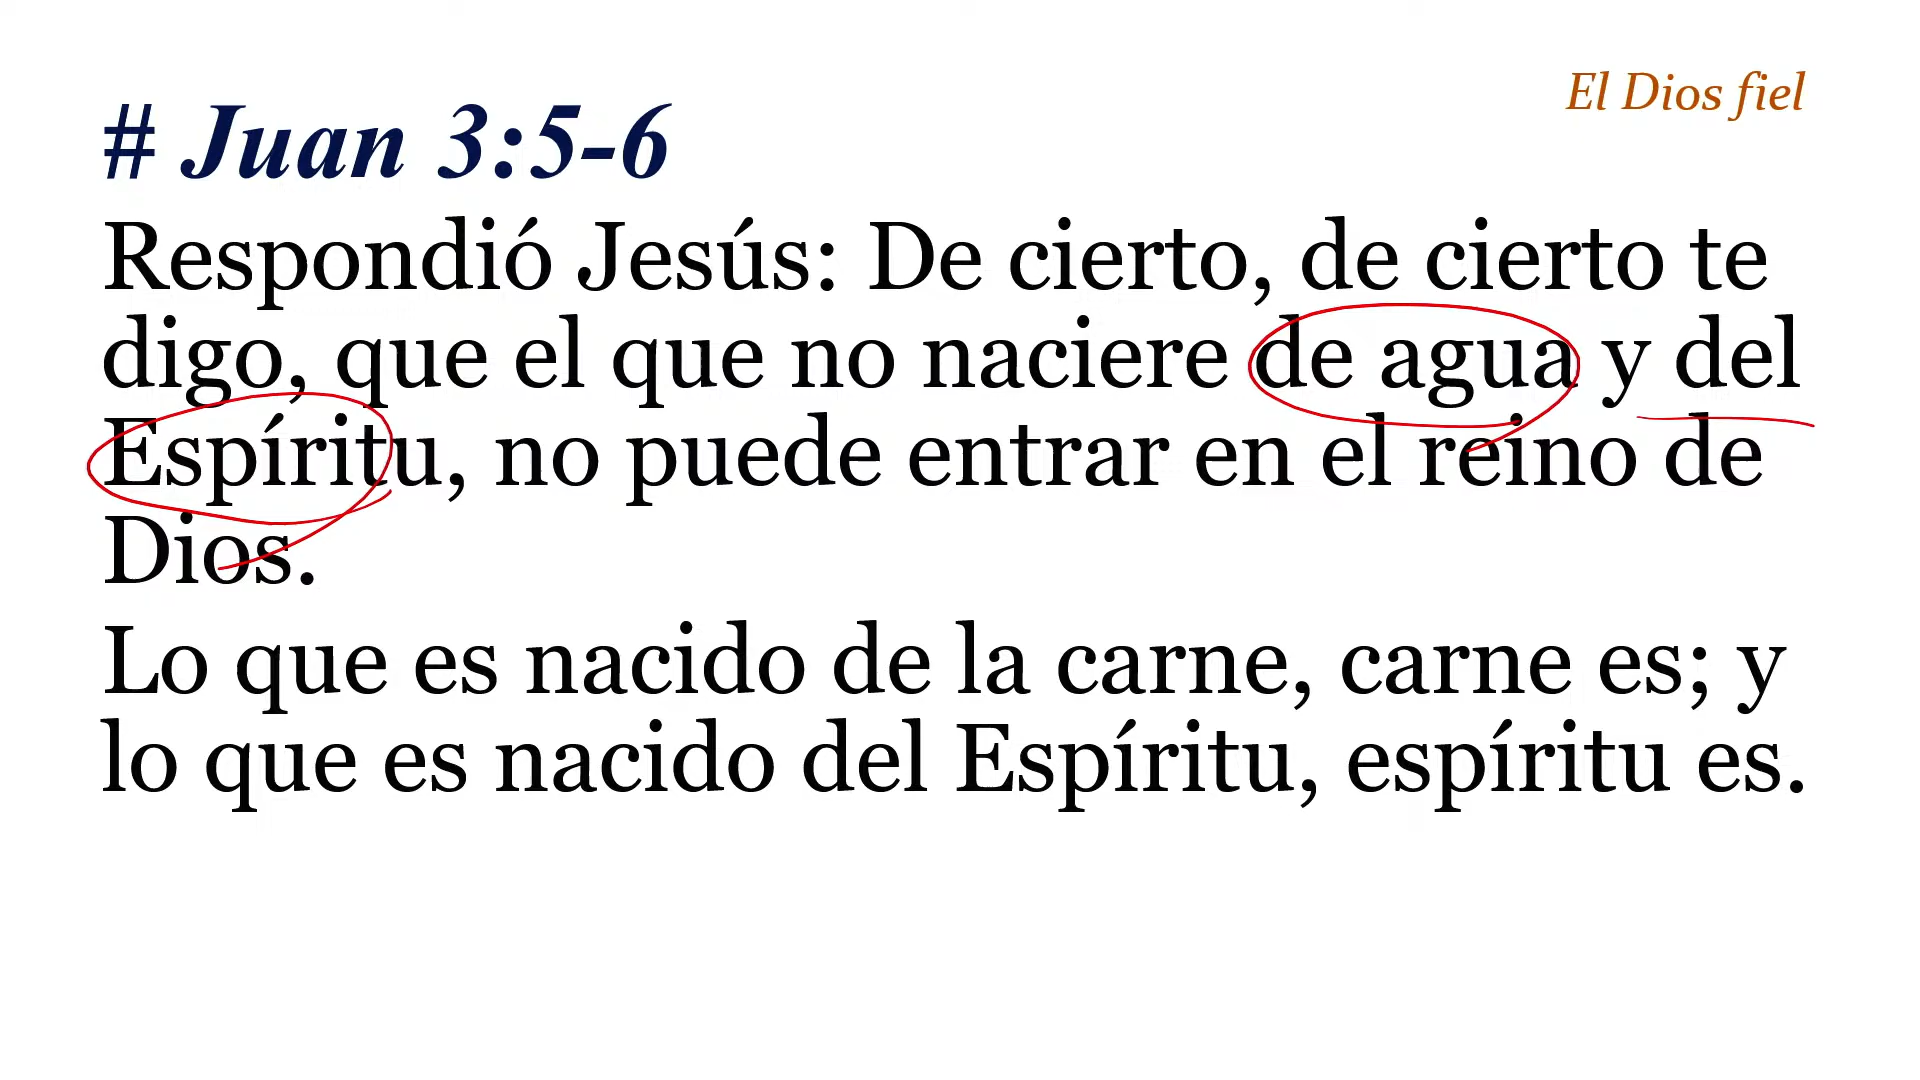 El Dios fiel
# Juan 3:5-6
Respondió Jesús: De cierto, de cierto te
digo, que el que no naciere de agua y del
Espíritu, no puede entrar en el reino de
Dios.
Lo que es nacido de la carne, carne es; y
lo que es nacido del Espíritu, espíritu es.